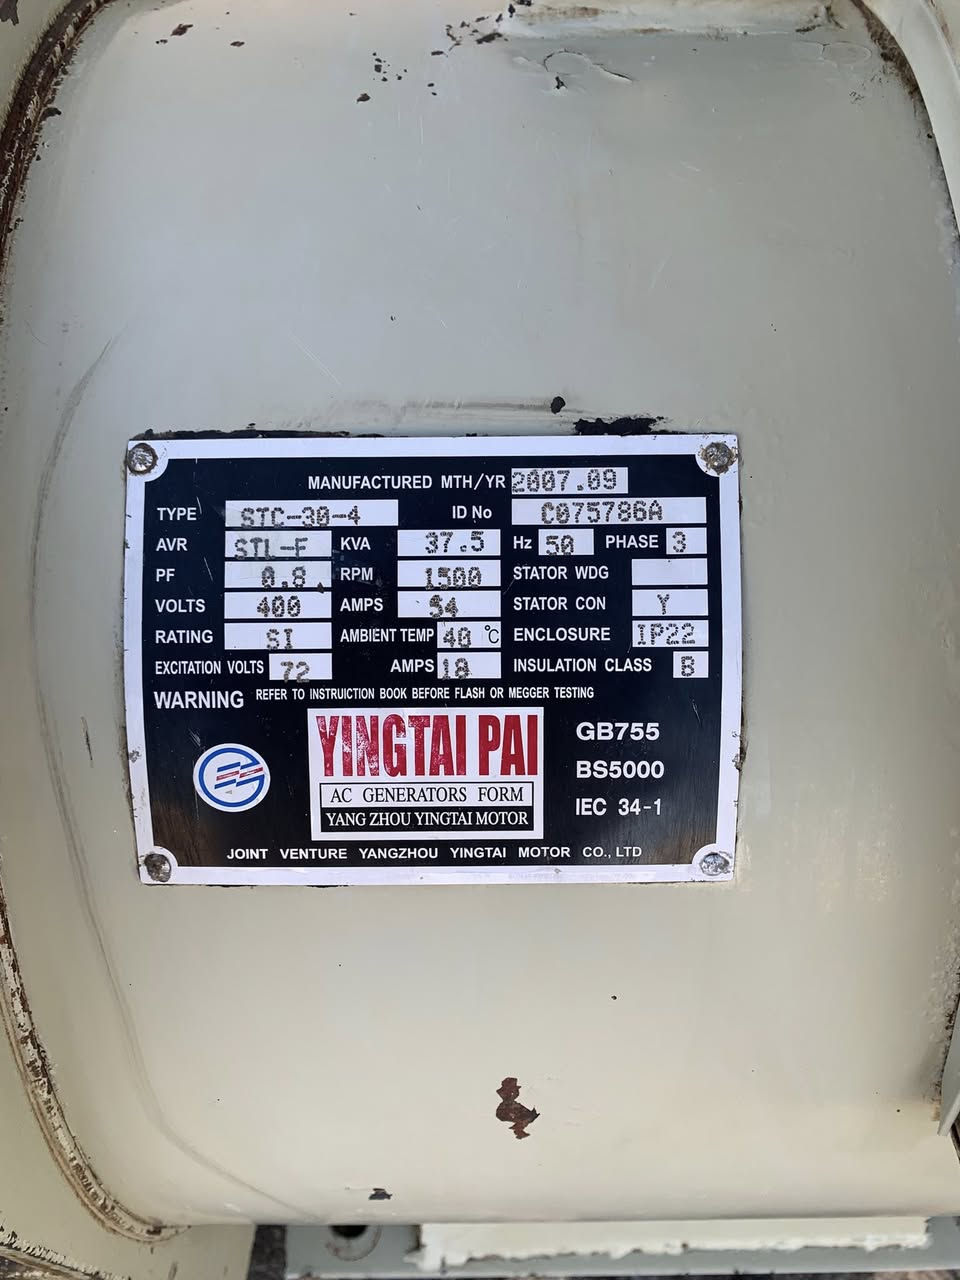 MANUFACTURED MTH/YR 2007.09
TYPE STC-30-4 ID No C075786A
AVR STL-F KVA 37.5 Hz 50 PHASE 3
PF 0.8 RPM 1500 STATOR WDG
VOLTS 400 AMPS 54 STATOR CON Y
RATING SI AMBIENT TEMP 40 °C ENCLOSURE IP22
EXCITATION VOLTS 72 AMPS 18 INSULATION CLASS B
WARNING REFER TO INSTRUICTION BOOK BEFORE FLASH OR MEGGER TESTING
YINGTAI PAI
AC GENERATORS FORM
YANG ZHOU YINGTAI MOTOR
GB755
BS5000
IEC 34-1
JOINT VENTURE YANGZHOU YINGTAI MOTOR CO., LTD